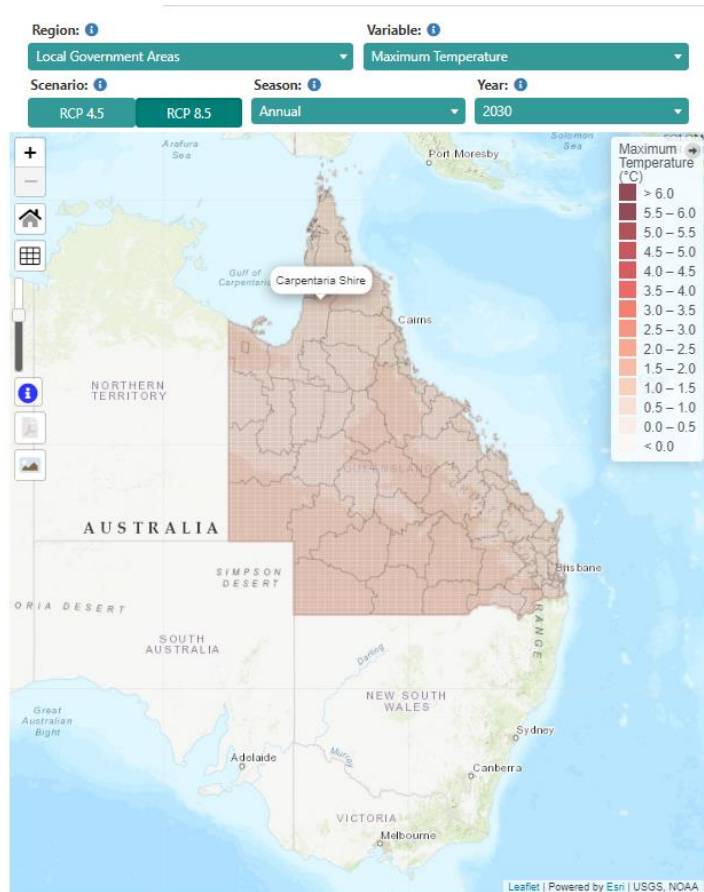 Region:
Variable:
Local Government Areas
Maximum Temperature
Scenario:
Season:
Year:
RCP 4.5
RCP 8.5
Annual
2030
+
−
Arafura
Sea
Port Moresby
Solomon
Sea
Maximum
Temperature
(°C)
> 6.0
5.5 – 6.0
5.0 – 5.5
4.5 – 5.0
4.0 – 4.5
3.5 – 4.0
3.0 – 3.5
2.5 – 3.0
2.0 – 2.5
1.5 – 2.0
1.0 – 1.5
0.5 – 1.0
0.0 – 0.5
< 0.0
Gulf of
Carpentaria
Carpentaria Shire
Cairns
NORTHERN
TERRITORY
QUEENSLAND
AUSTRALIA
SIMPSON
DESERT
Brisbane
ORIA DESERT
RANGE
SOUTH
AUSTRALIA
Darling
Great
Australian
Bight
NEW SOUTH
WALES
Sydney
Adelaide
Murray
Canberra
VICTORIA
Melbourne
Leaflet | Powered by Esri | USGS, NOAA